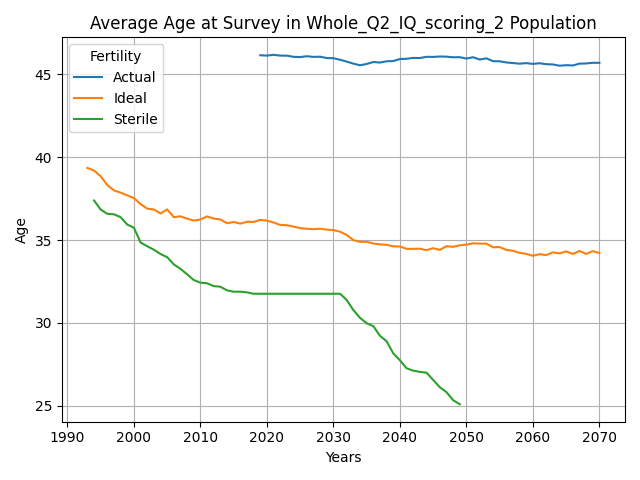 Average Age at Survey in Whole_Q2_IQ_scoring_2 Population
Fertility
Actual
Ideal
Sterile
Age
45
40
35
30
25
1990 2000 2010 2020 2030 2040 2050 2060 2070
Years